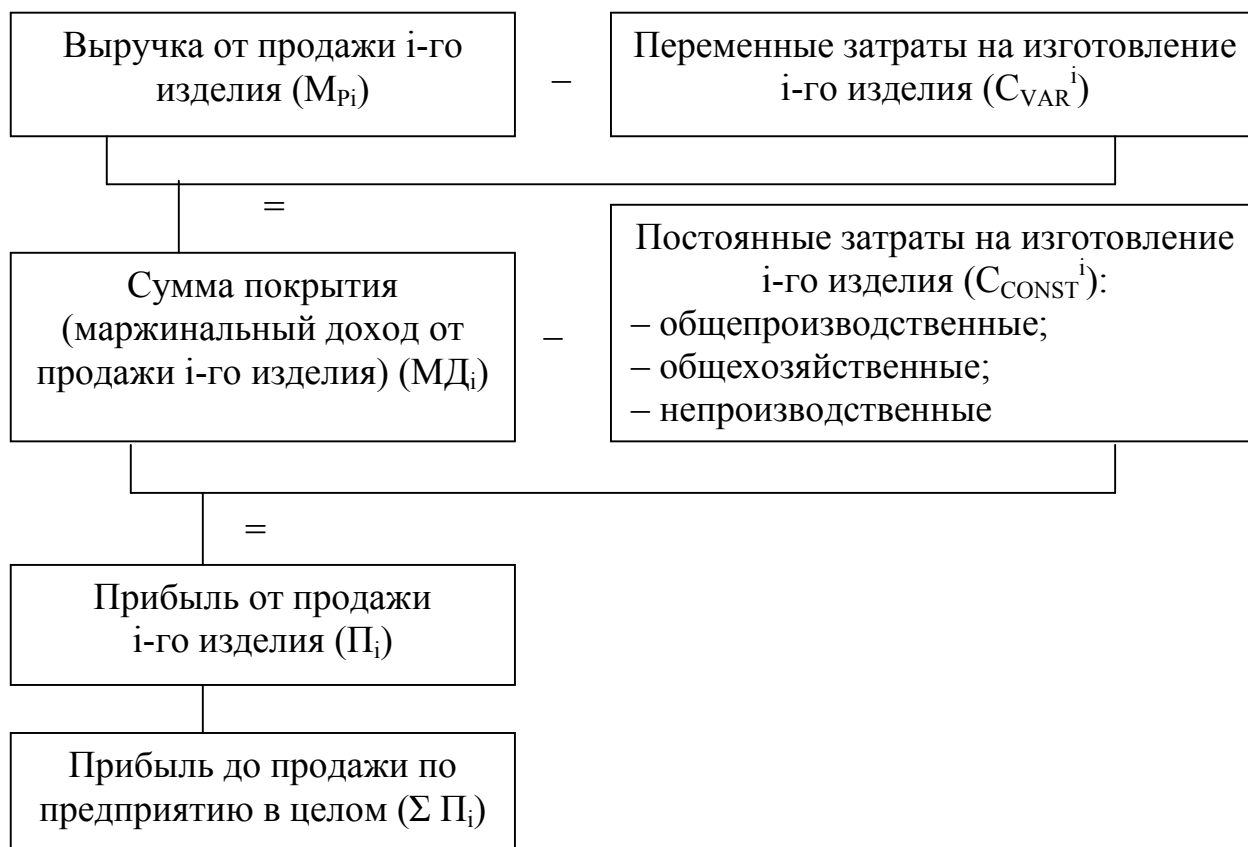 Выручка от продажи i-го
изделия (M_Pi)
–
Переменные затраты на изготовление
i-го изделия (C_VAR^i)
=
Сумма покрытия
(маржинальный доход от
продажи i-го изделия) (МД_i)
–
Постоянные затраты на изготовление
i-го изделия (C_CONST^i):
– общепроизводственные;
– общехозяйственные;
– непроизводственные
=
Прибыль от продажи
i-го изделия (П_i)
Прибыль до продажи по
предприятию в целом (Σ П_i)